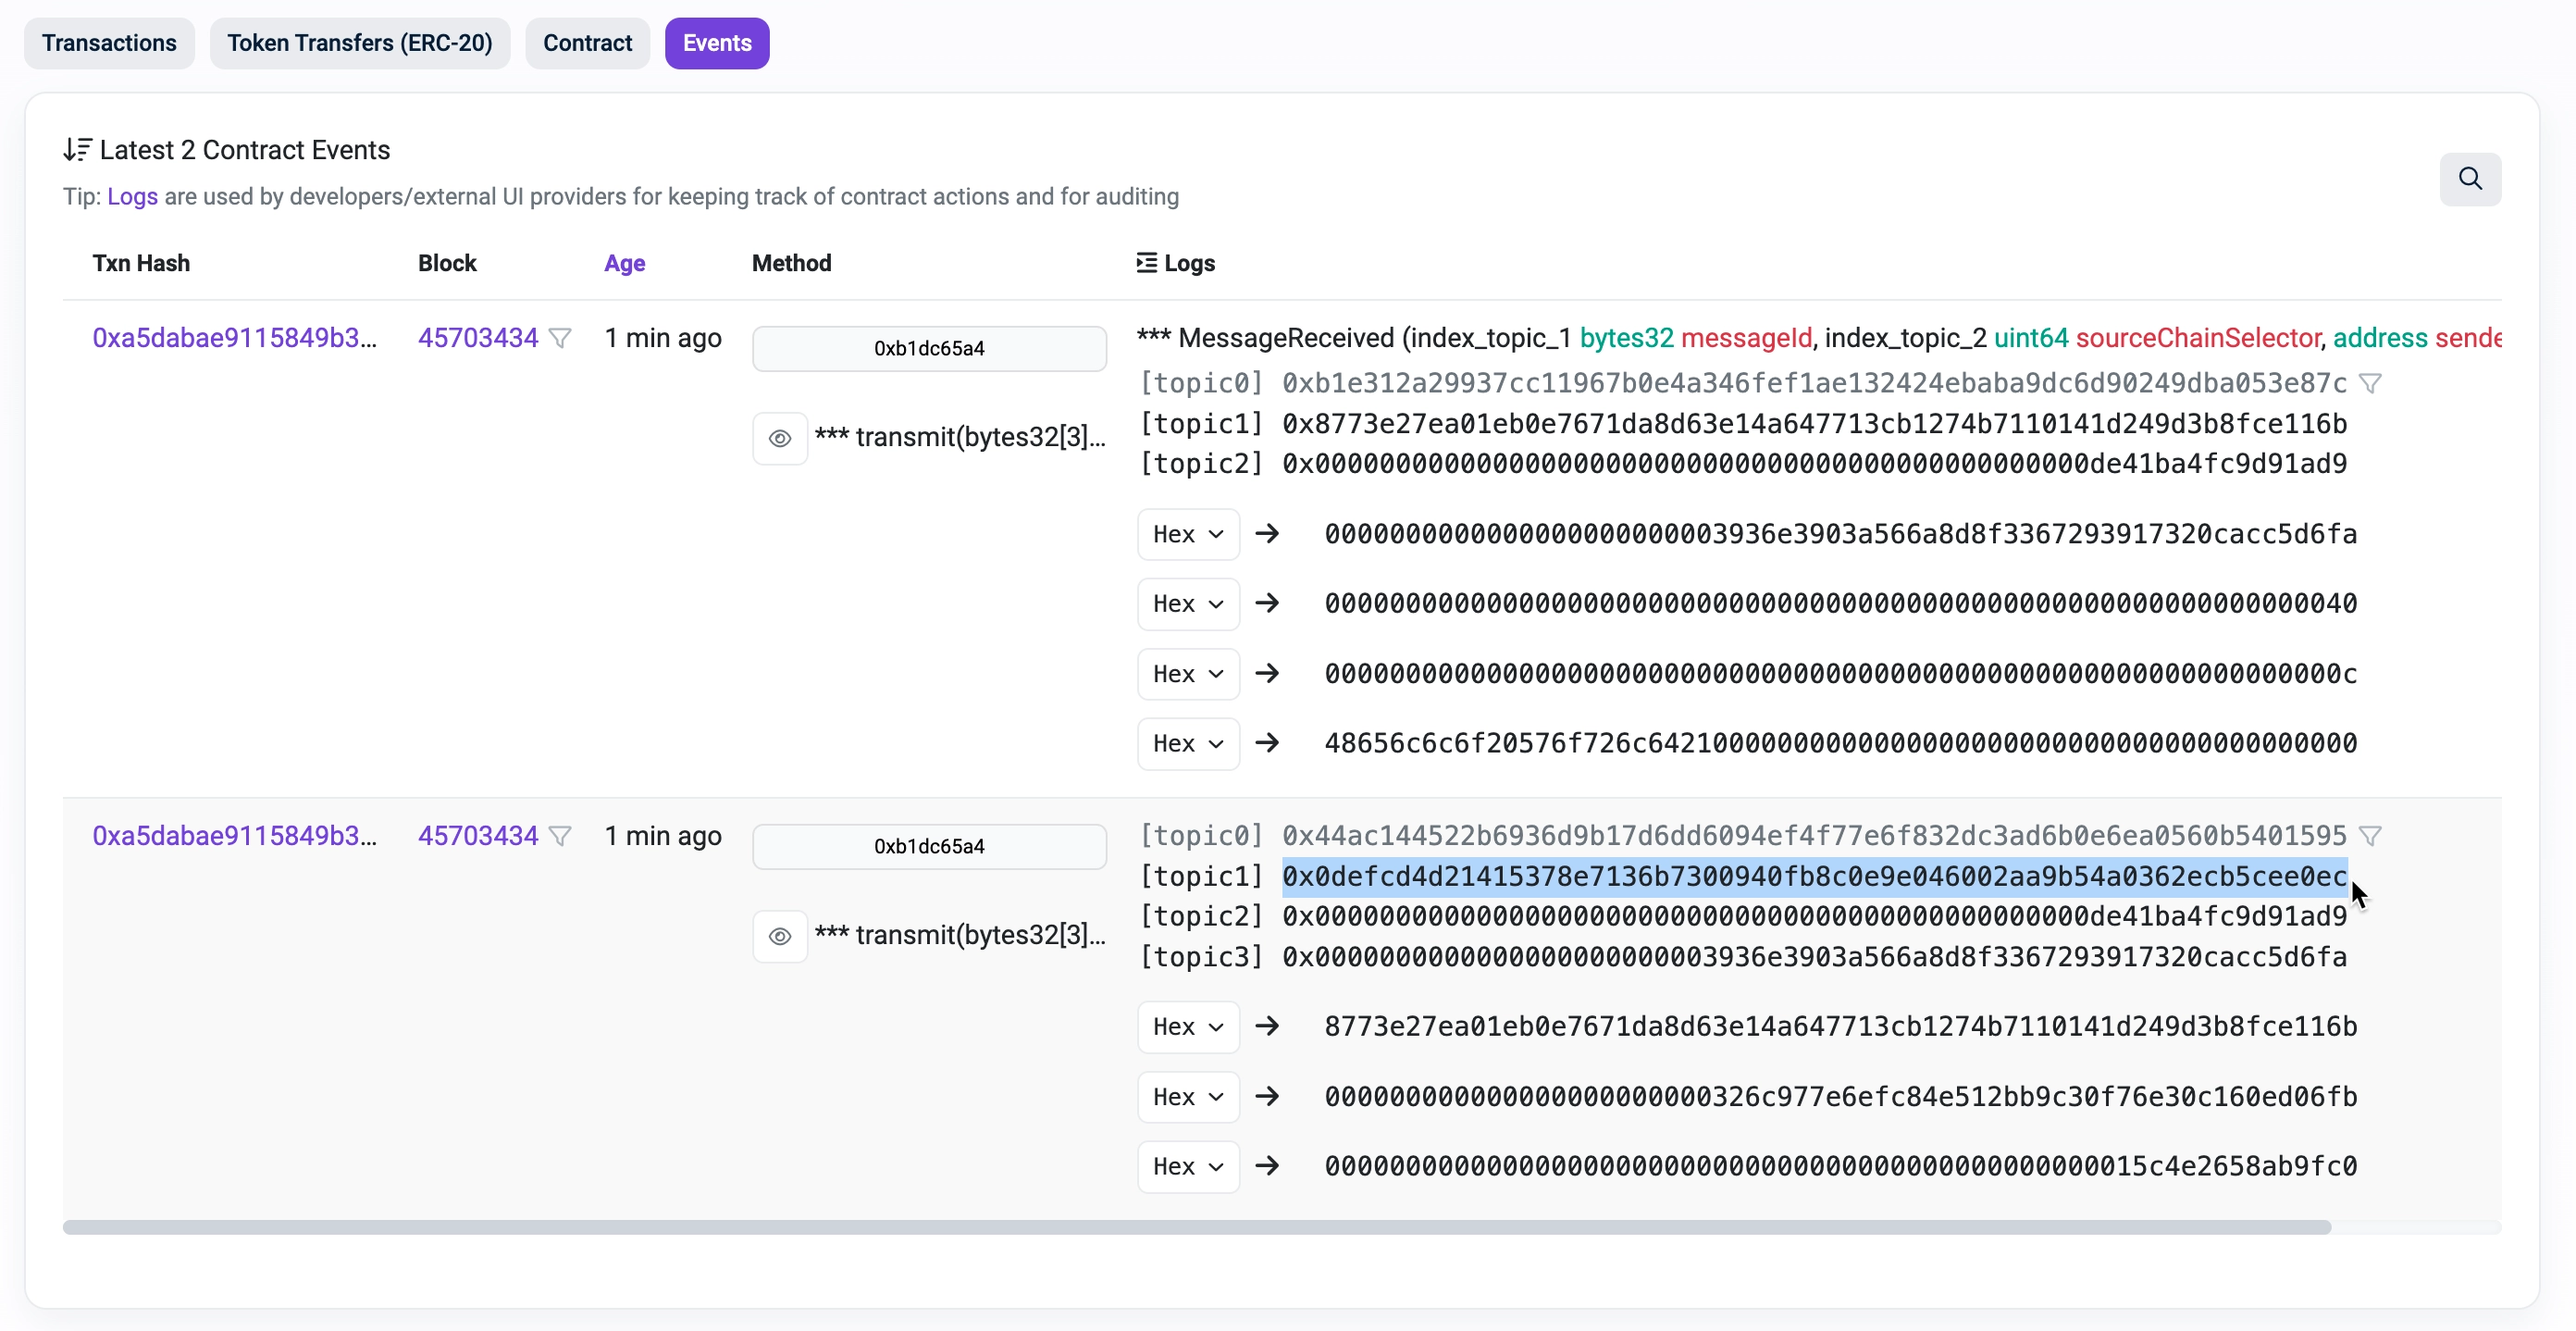 Transactions Token Transfers (ERC-20) Contract Events
Latest 2 Contract Events
Tip: Logs are used by developers/external UI providers for keeping track of contract actions and for auditing
Txn Hash Block Age Method Logs
0xa5dabae9115849b3... 45703434 1 min ago 0xb1dc65a4 *** MessageReceived (index_topic_1 bytes32 messageId, index_topic_2 uint64 sourceChainSelector, address sende
[topic0] 0xb1e312a29937cc11967b0e4a346fef1ae132424ebaba9dc6d90249dba053e87c
*** transmit(bytes32[3]... [topic1] 0x8773e27ea01eb0e7671da8d63e14a647713cb1274b7110141d249d3b8fce116b
[topic2] 0x000000000000000000000000000000000000000000000000de41ba4fc9d91ad9
Hex 0000000000000000000000003936e3903a566a8d8f3367293917320cacc5d6fa
Hex 0000000000000000000000000000000000000000000000000000000000000040
Hex 000000000000000000000000000000000000000000000000000000000000000c
Hex 48656c6c6f20576f726c64210000000000000000000000000000000000000000
0xa5dabae9115849b3... 45703434 1 min ago 0xb1dc65a4 [topic0] 0x44ac144522b6936d9b17d6dd6094ef4f77e6f832dc3ad6b0e6ea0560b5401595
[topic1] 0x0defcd4d21415378e7136b7300940fb8c0e9e046002aa9b54a0362ecb5cee0ec
*** transmit(bytes32[3]... [topic2] 0x000000000000000000000000000000000000000000000000de41ba4fc9d91ad9
[topic3] 0x0000000000000000000000003936e3903a566a8d8f3367293917320cacc5d6fa
Hex 8773e27ea01eb0e7671da8d63e14a647713cb1274b7110141d249d3b8fce116b
Hex 000000000000000000000000326c977e6efc84e512bb9c30f76e30c160ed06fb
Hex 00000000000000000000000000000000000000000000000015c4e2658ab9fc0